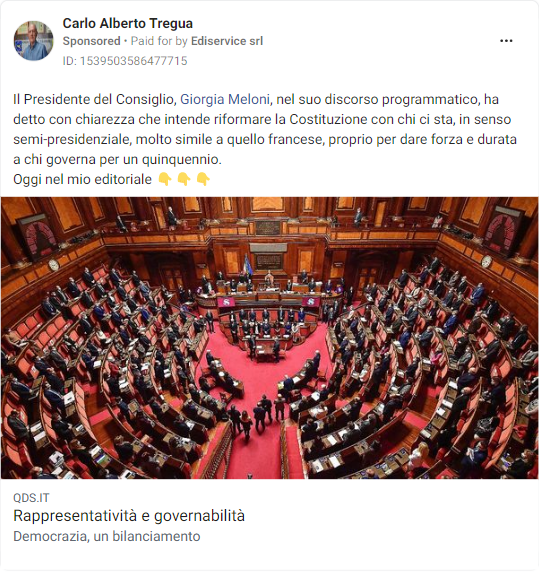 Carlo Alberto Tregua
Sponsored • Paid for by Ediservice srl
ID: 1539503586477715
Il Presidente del Consiglio, Giorgia Meloni, nel suo discorso programmatico, ha
detto con chiarezza che intende riformare la Costituzione con chi ci sta, in senso
semi-presidenziale, molto simile a quello francese, proprio per dare forza e durata
a chi governa per un quinquennio.
Oggi nel mio editoriale 👇👇👇
QDS.IT
Rappresentatività e governabilità
Democrazia, un bilanciamento